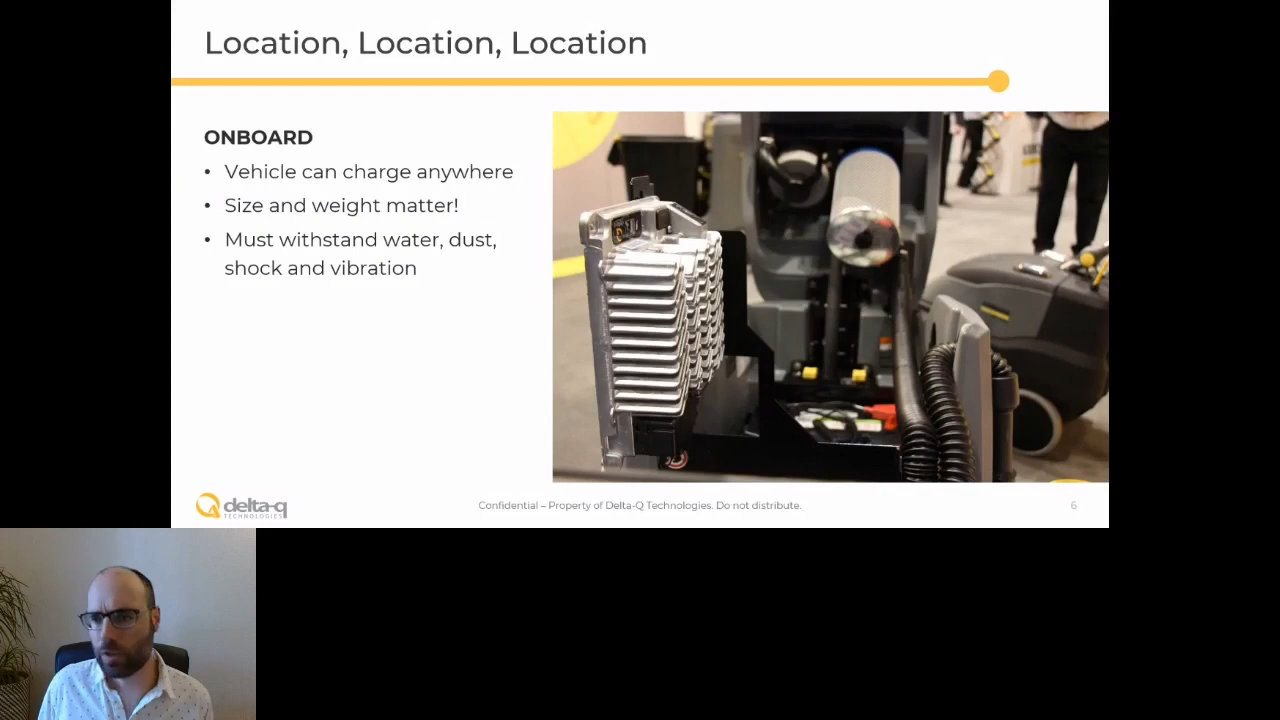 Location, Location, Location
ONBOARD
• Vehicle can charge anywhere
• Size and weight matter!
• Must withstand water, dust,
shock and vibration
delta-q
TECHNOLOGIES
Confidential – Property of Delta-Q Technologies. Do not distribute.
6